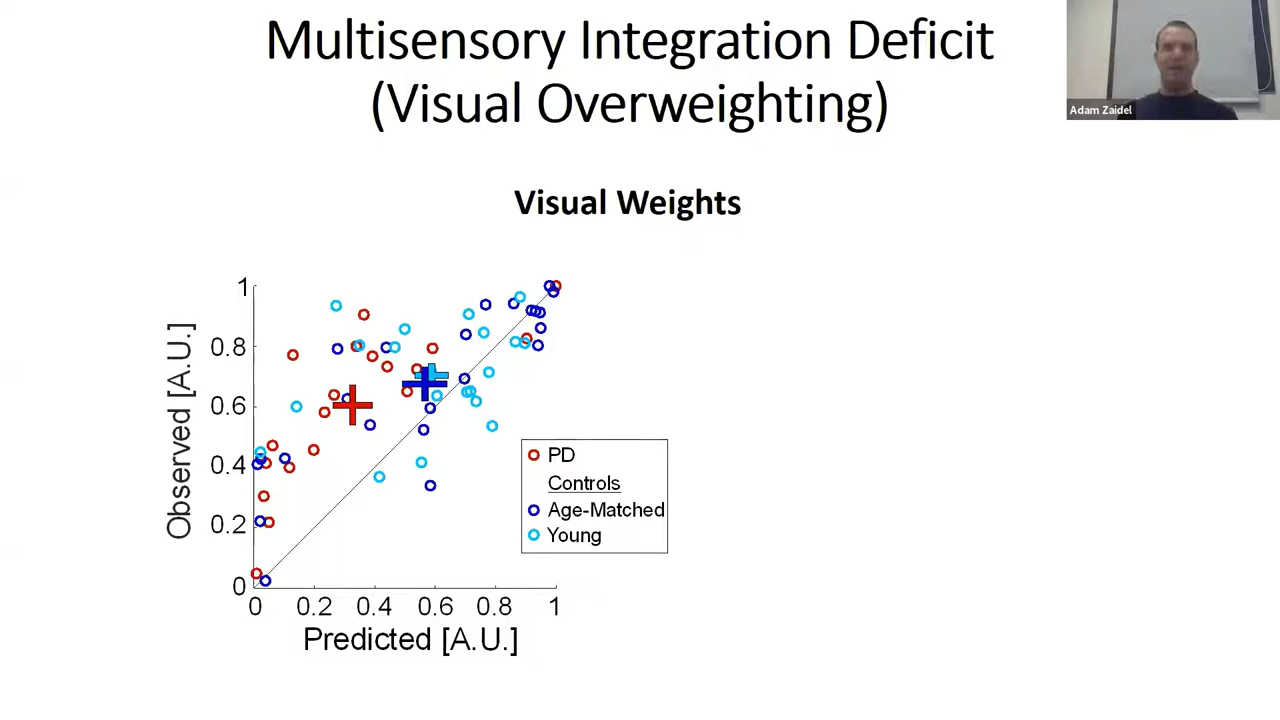 Multisensory Integration Deficit
(Visual Overweighting)
Adam Zaidel
Visual Weights
1
0.8
0.6
0.4
0.2
0
Observed [A.U.]
0 0.2 0.4 0.6 0.8 1
Predicted [A.U.]
PD
Controls
Age-Matched
Young